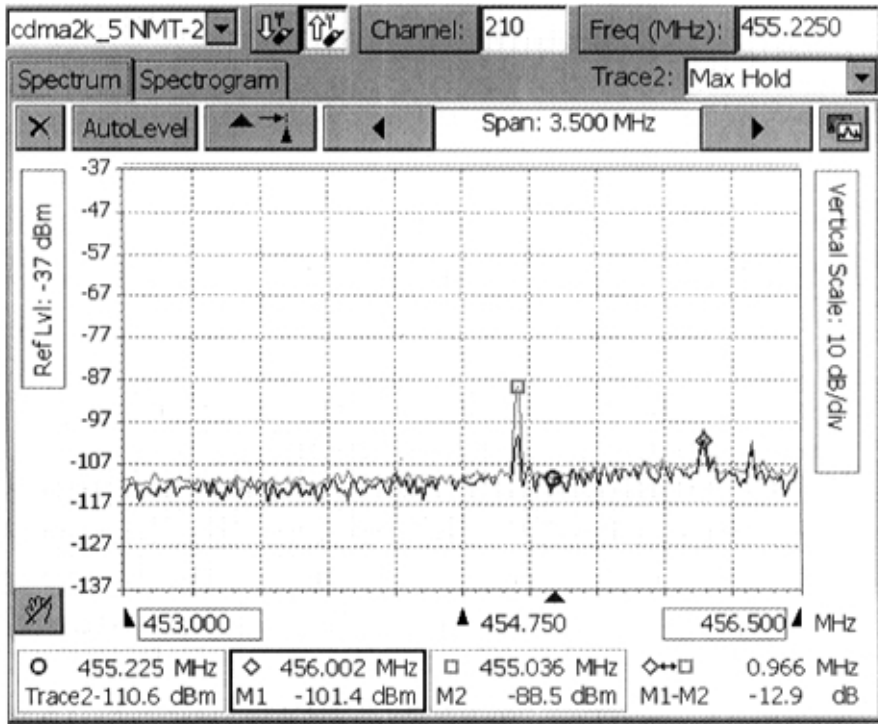 cdma2k_5 NMT-2 Channel: 210 Freq (MHz): 455.2250
Spectrum Spectrogram Trace2: Max Hold
AutoLevel Span: 3.500 MHz
Ref Lvl: -37 dBm
-37
-47
-57
-67
-77
-87
-97
-107
-117
-127
-137
Vertical Scale: 10 dB/div
453.000 454.750 456.500 MHz
455.225 MHz 456.002 MHz 455.036 MHz 0.966 MHz
Trace2-110.6 dBm M1 -101.4 dBm M2 -88.5 dBm M1-M2 -12.9 dB